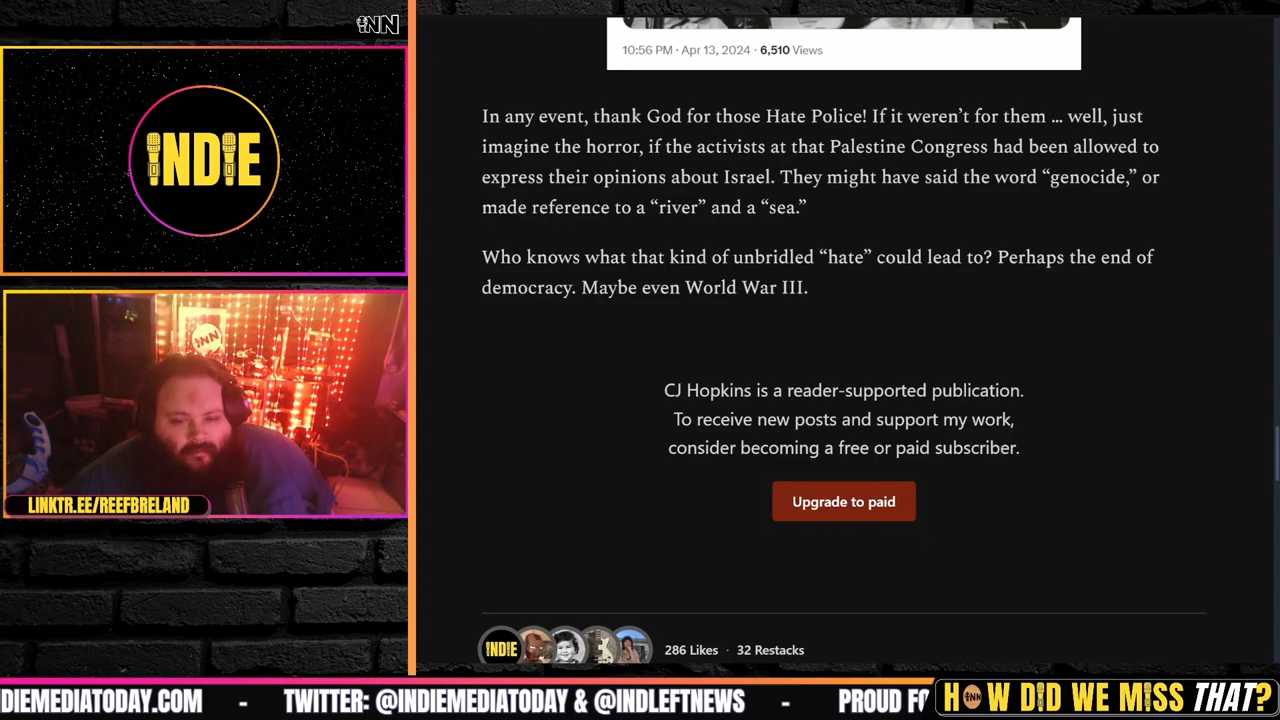 INN
INDIE
INN
LINKTR.EE/REEFBRELAND
10:56 PM · Apr 13, 2024 · 6,510 Views
In any event, thank God for those Hate Police! If it weren’t for them ... well, just
imagine the horror, if the activists at that Palestine Congress had been allowed to
express their opinions about Israel. They might have said the word “genocide,” or
made reference to a “river” and a “sea.”
Who knows what that kind of unbridled “hate” could lead to? Perhaps the end of
democracy. Maybe even World War III.
CJ Hopkins is a reader-supported publication.
To receive new posts and support my work,
consider becoming a free or paid subscriber.
Upgrade to paid
INDIE
286 Likes · 32 Restacks
DIEMEDIATODAY.COM - TWITTER: @INDIEMEDIATODAY & @INDLEFTNEWS - PROUD
INN
HOW DID WE MISS THAT?